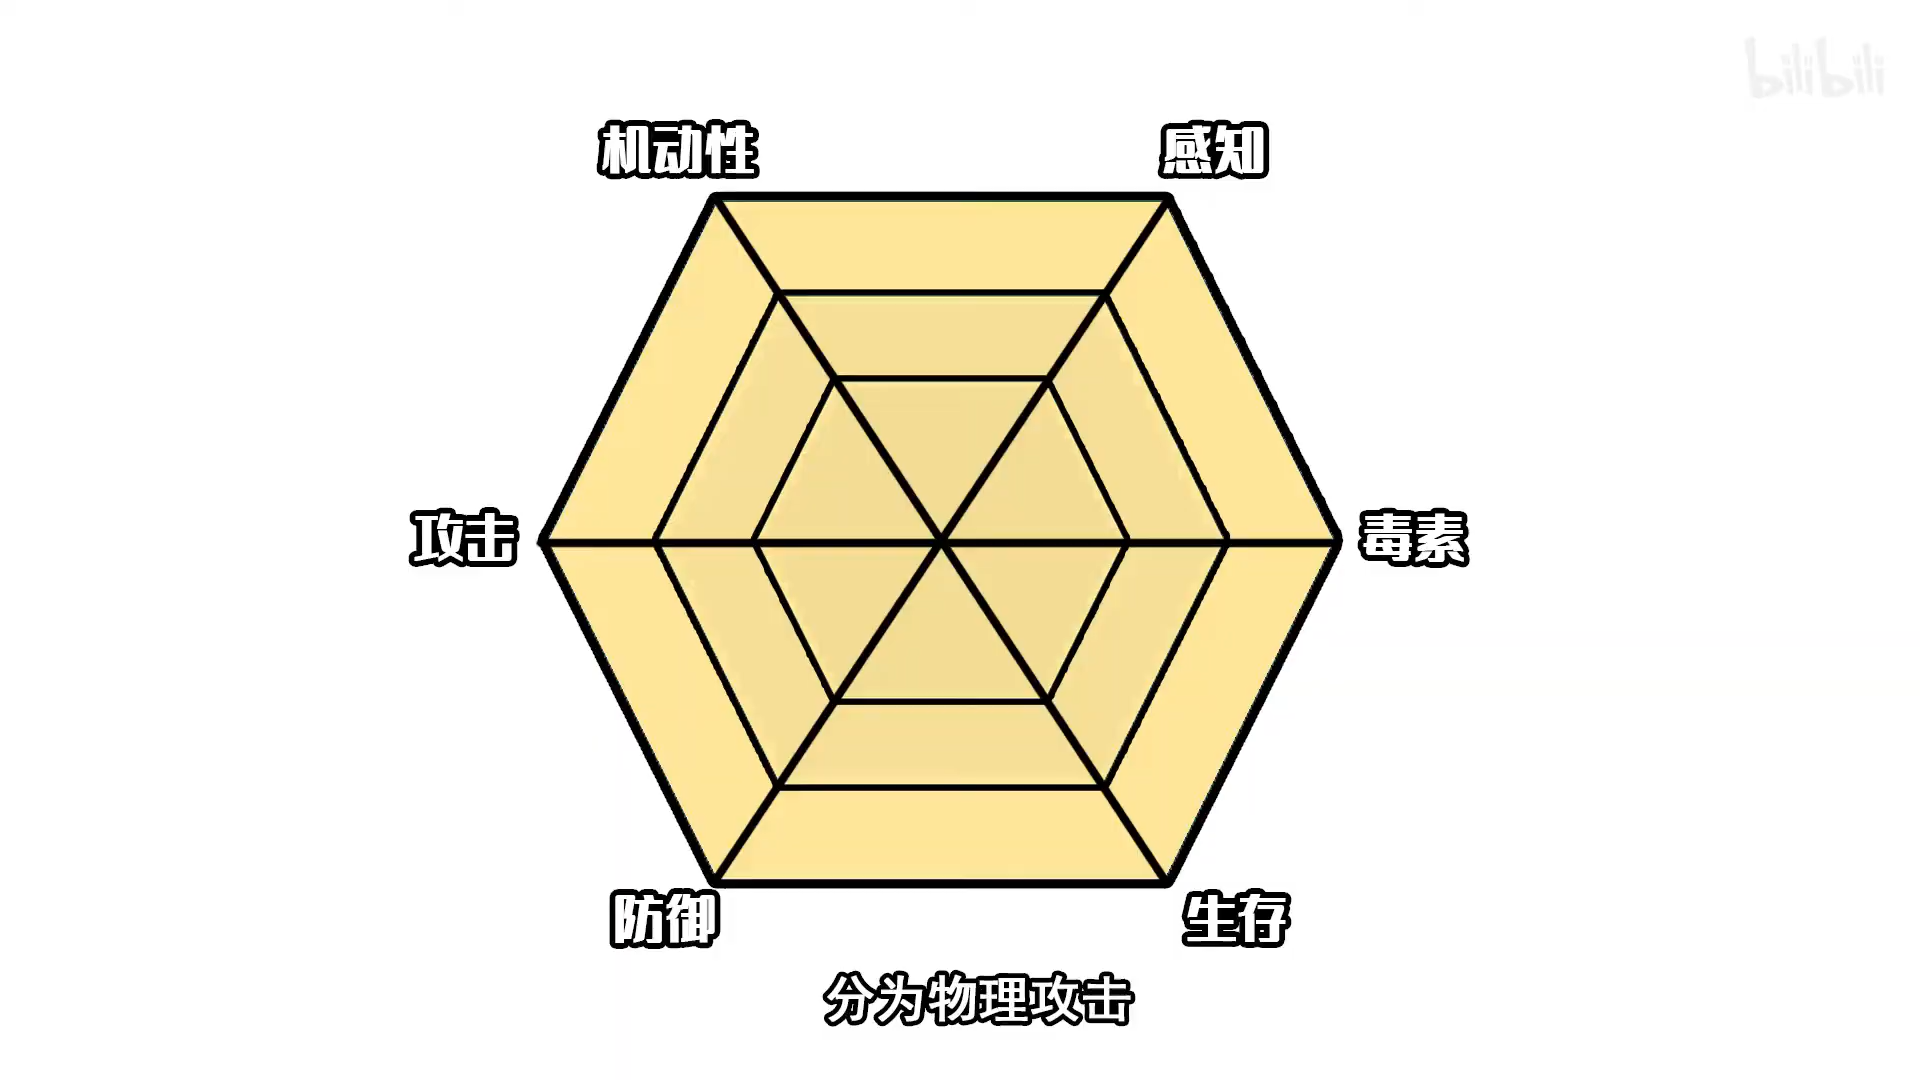 bilibili
机动性
感知
攻击
毒素
防御
生存
分为物理攻击